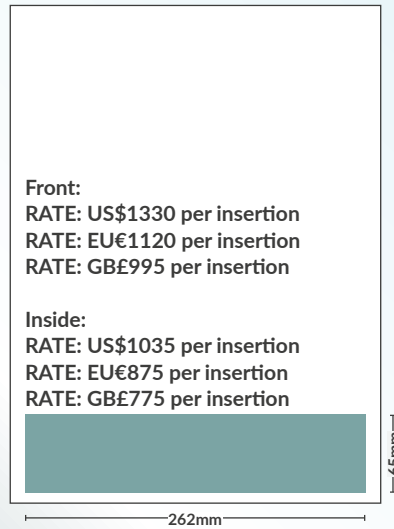 Front:
RATE: US$1330 per insertion
RATE: EU€1120 per insertion
RATE: GB£995 per insertion
Inside:
RATE: US$1035 per insertion
RATE: EU€875 per insertion
RATE: GB£775 per insertion
65mm
262mm